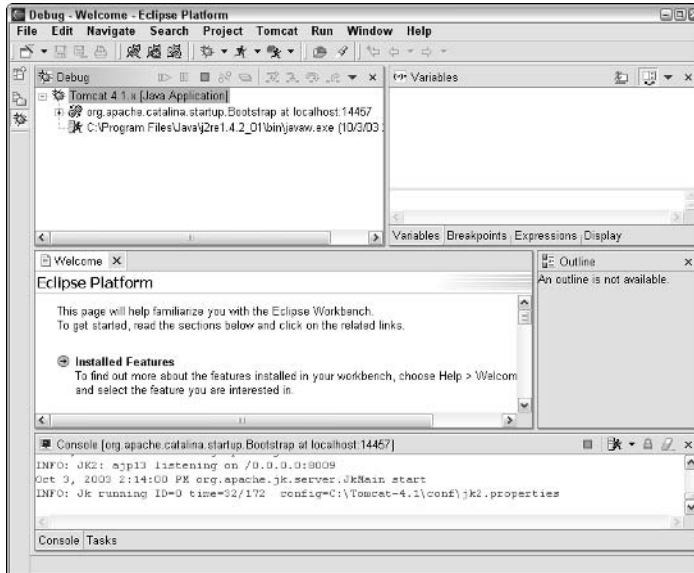 Debug - Welcome - Eclipse Platform
File Edit Navigate Search Project Tomcat Run Window Help
Debug
Tomcat 4.1.x [Java Application]
org.apache.catalina.startup.Bootstrap at localhost:14457
C:\Program Files\Java\j2re1.4.2_01\bin\javaw.exe (10/3/03
Variables
Variables Breakpoints Expressions Display
Welcome
Eclipse Platform
This page will help familiarize you with the Eclipse Workbench.
To get started, read the sections below and click on the related links.
Installed Features
To find out more about the features installed in your workbench, choose Help > Welcom
and select the feature you are interested in.
Outline
An outline is not available.
Console [org.apache.catalina.startup.Bootstrap at localhost:14457]
INFO: JK2: ajp13 listening on /0.0.0.0:8009
Oct 3, 2003 2:14:00 PM org.apache.jk.server.JkMain start
INFO: Jk running ID=0 time=32/172 config=C:\Tomcat-4.1\conf\jk2.properties
Console Tasks